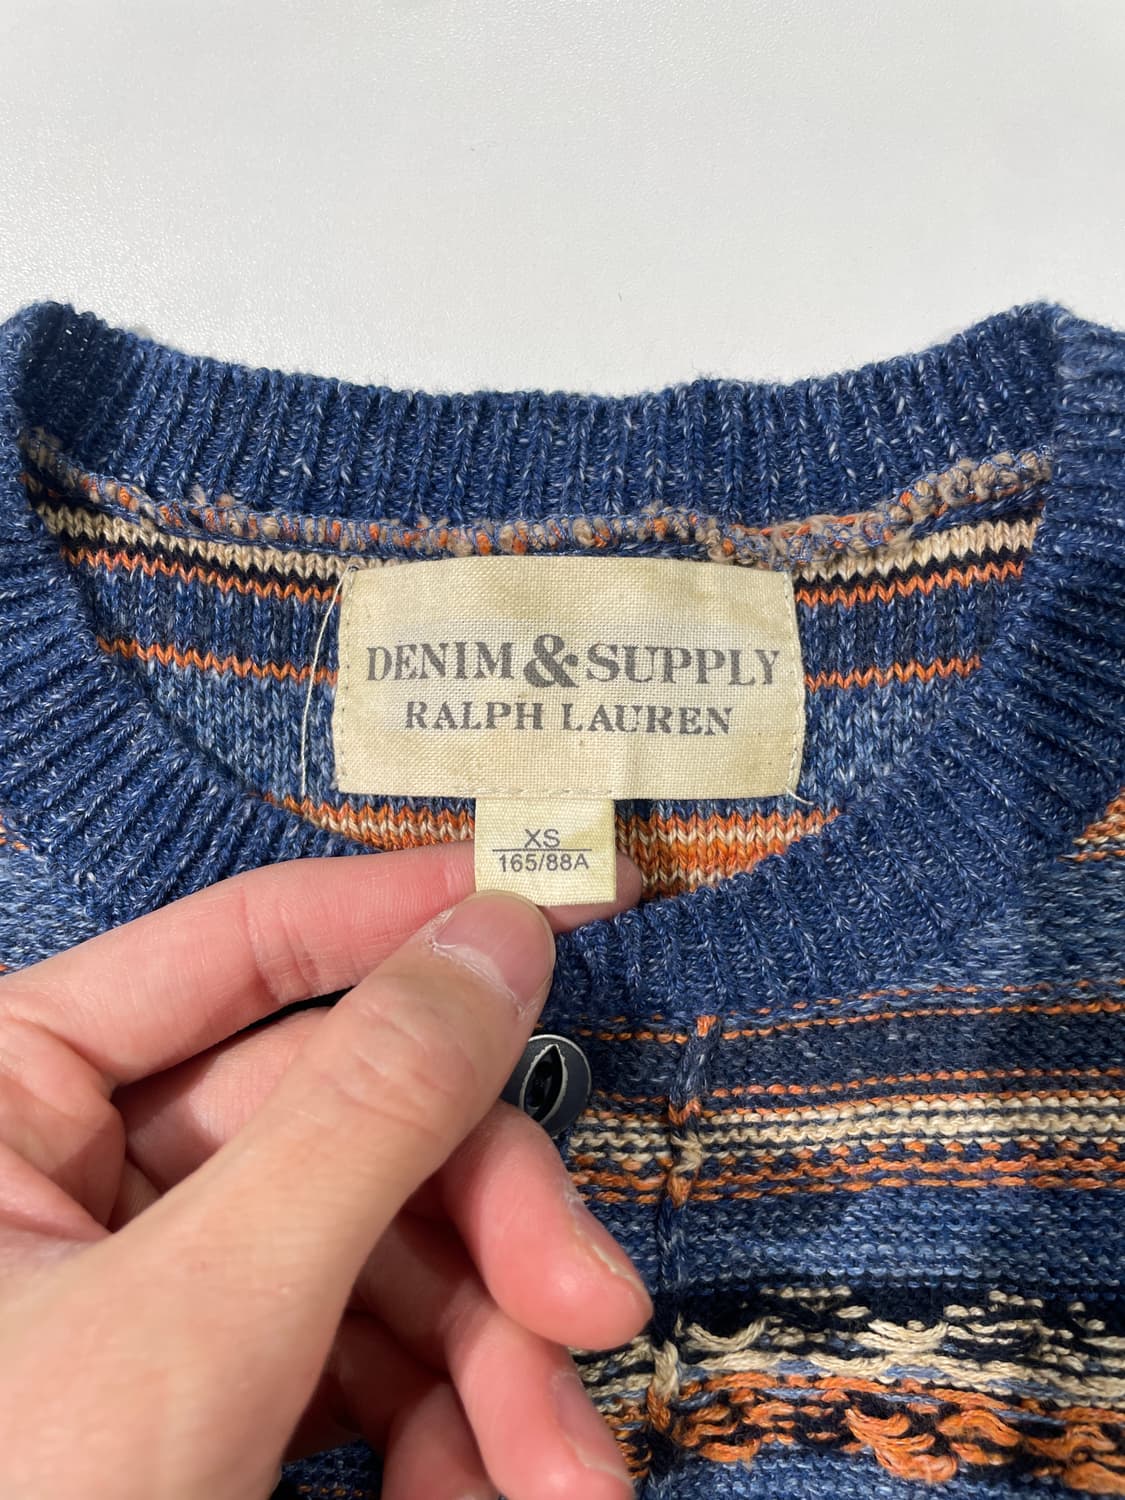 DENIM & SUPPLY
RALPH LAUREN
XS
165/88A